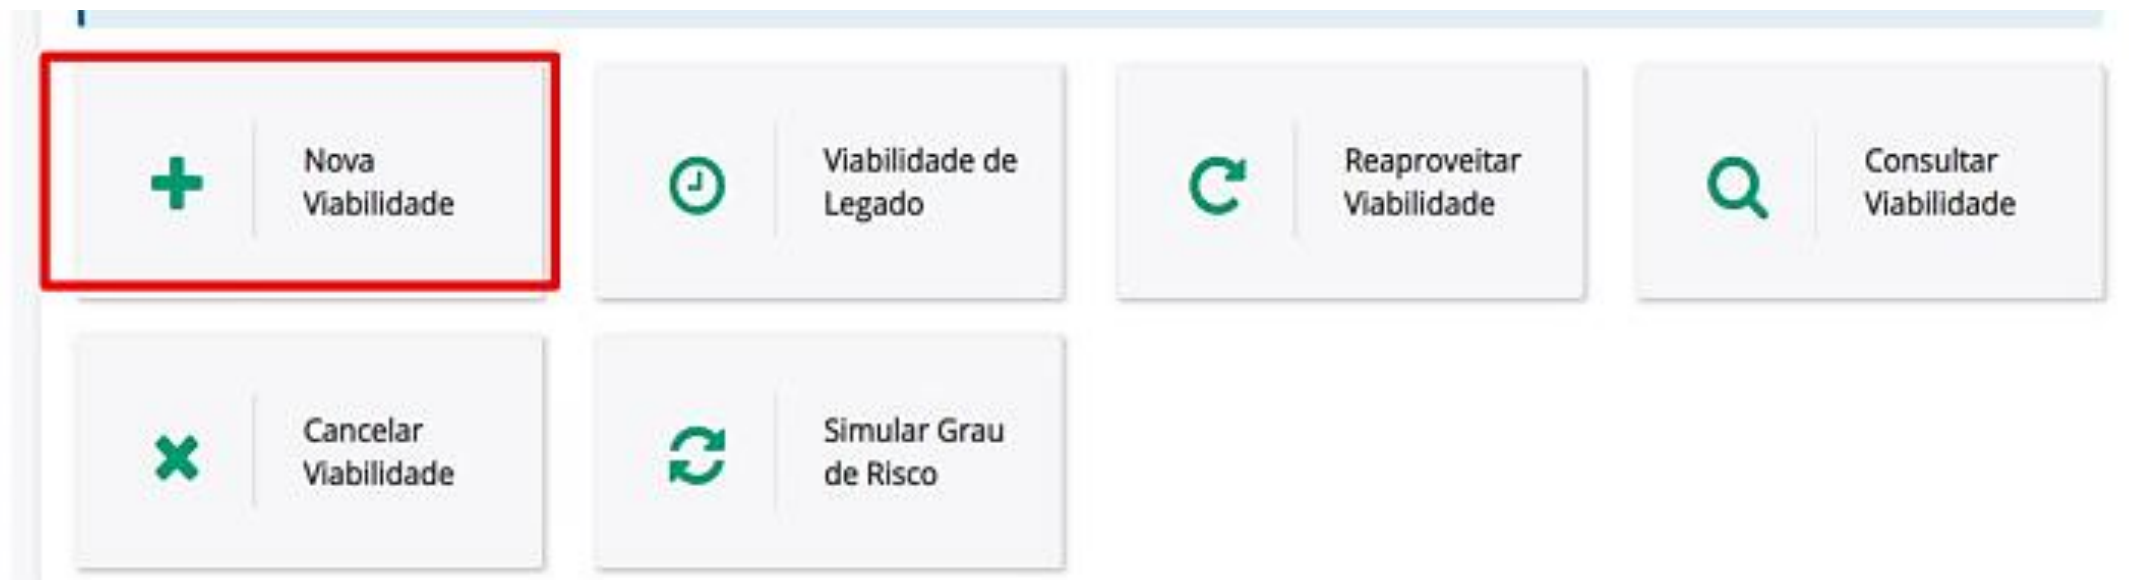 Nova
Viabilidade
Viabilidade de
Legado
Reaproveitar
Viabilidade
Consultar
Viabilidade
Cancelar
Viabilidade
Simular Grau
de Risco